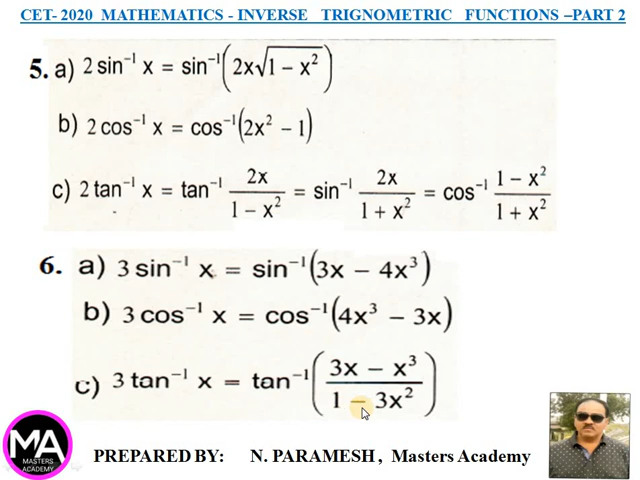 CET- 2020 MATHEMATICS - INVERSE TRIGNOMETRIC FUNCTIONS –PART 2
5. a) 2 sin⁻¹ x = sin⁻¹(2x√(1 − x²))
b) 2 cos⁻¹ x = cos⁻¹(2x² − 1)
c) 2 tan⁻¹ x = tan⁻¹ 2x/(1 − x²) = sin⁻¹ 2x/(1 + x²) = cos⁻¹ (1 − x²)/(1 + x²)
6. a) 3 sin⁻¹ x = sin⁻¹(3x − 4x³)
b) 3 cos⁻¹ x = cos⁻¹(4x³ − 3x)
c) 3 tan⁻¹ x = tan⁻¹((3x − x³)/(1 − 3x²))
MA
MASTERS
ACADEMY
PREPARED BY: N. PARAMESH , Masters Academy